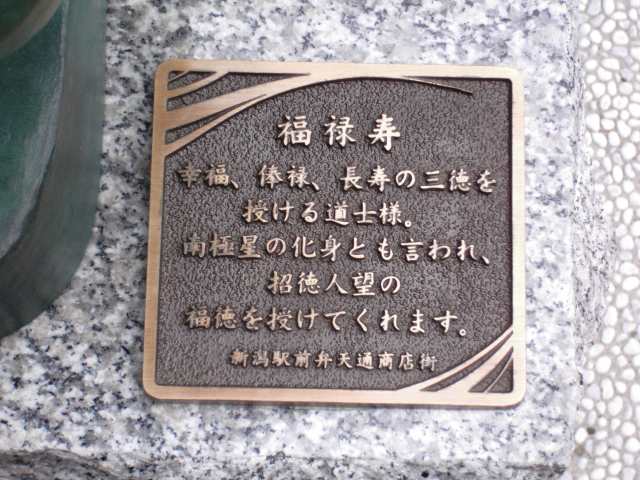 福禄寿
幸福、俸禄、長寿の三徳を
授ける道士様。
南極星の化身とも言われ、
招徳人望の
福徳を授けてくれます。
新潟駅前弁天通商店街